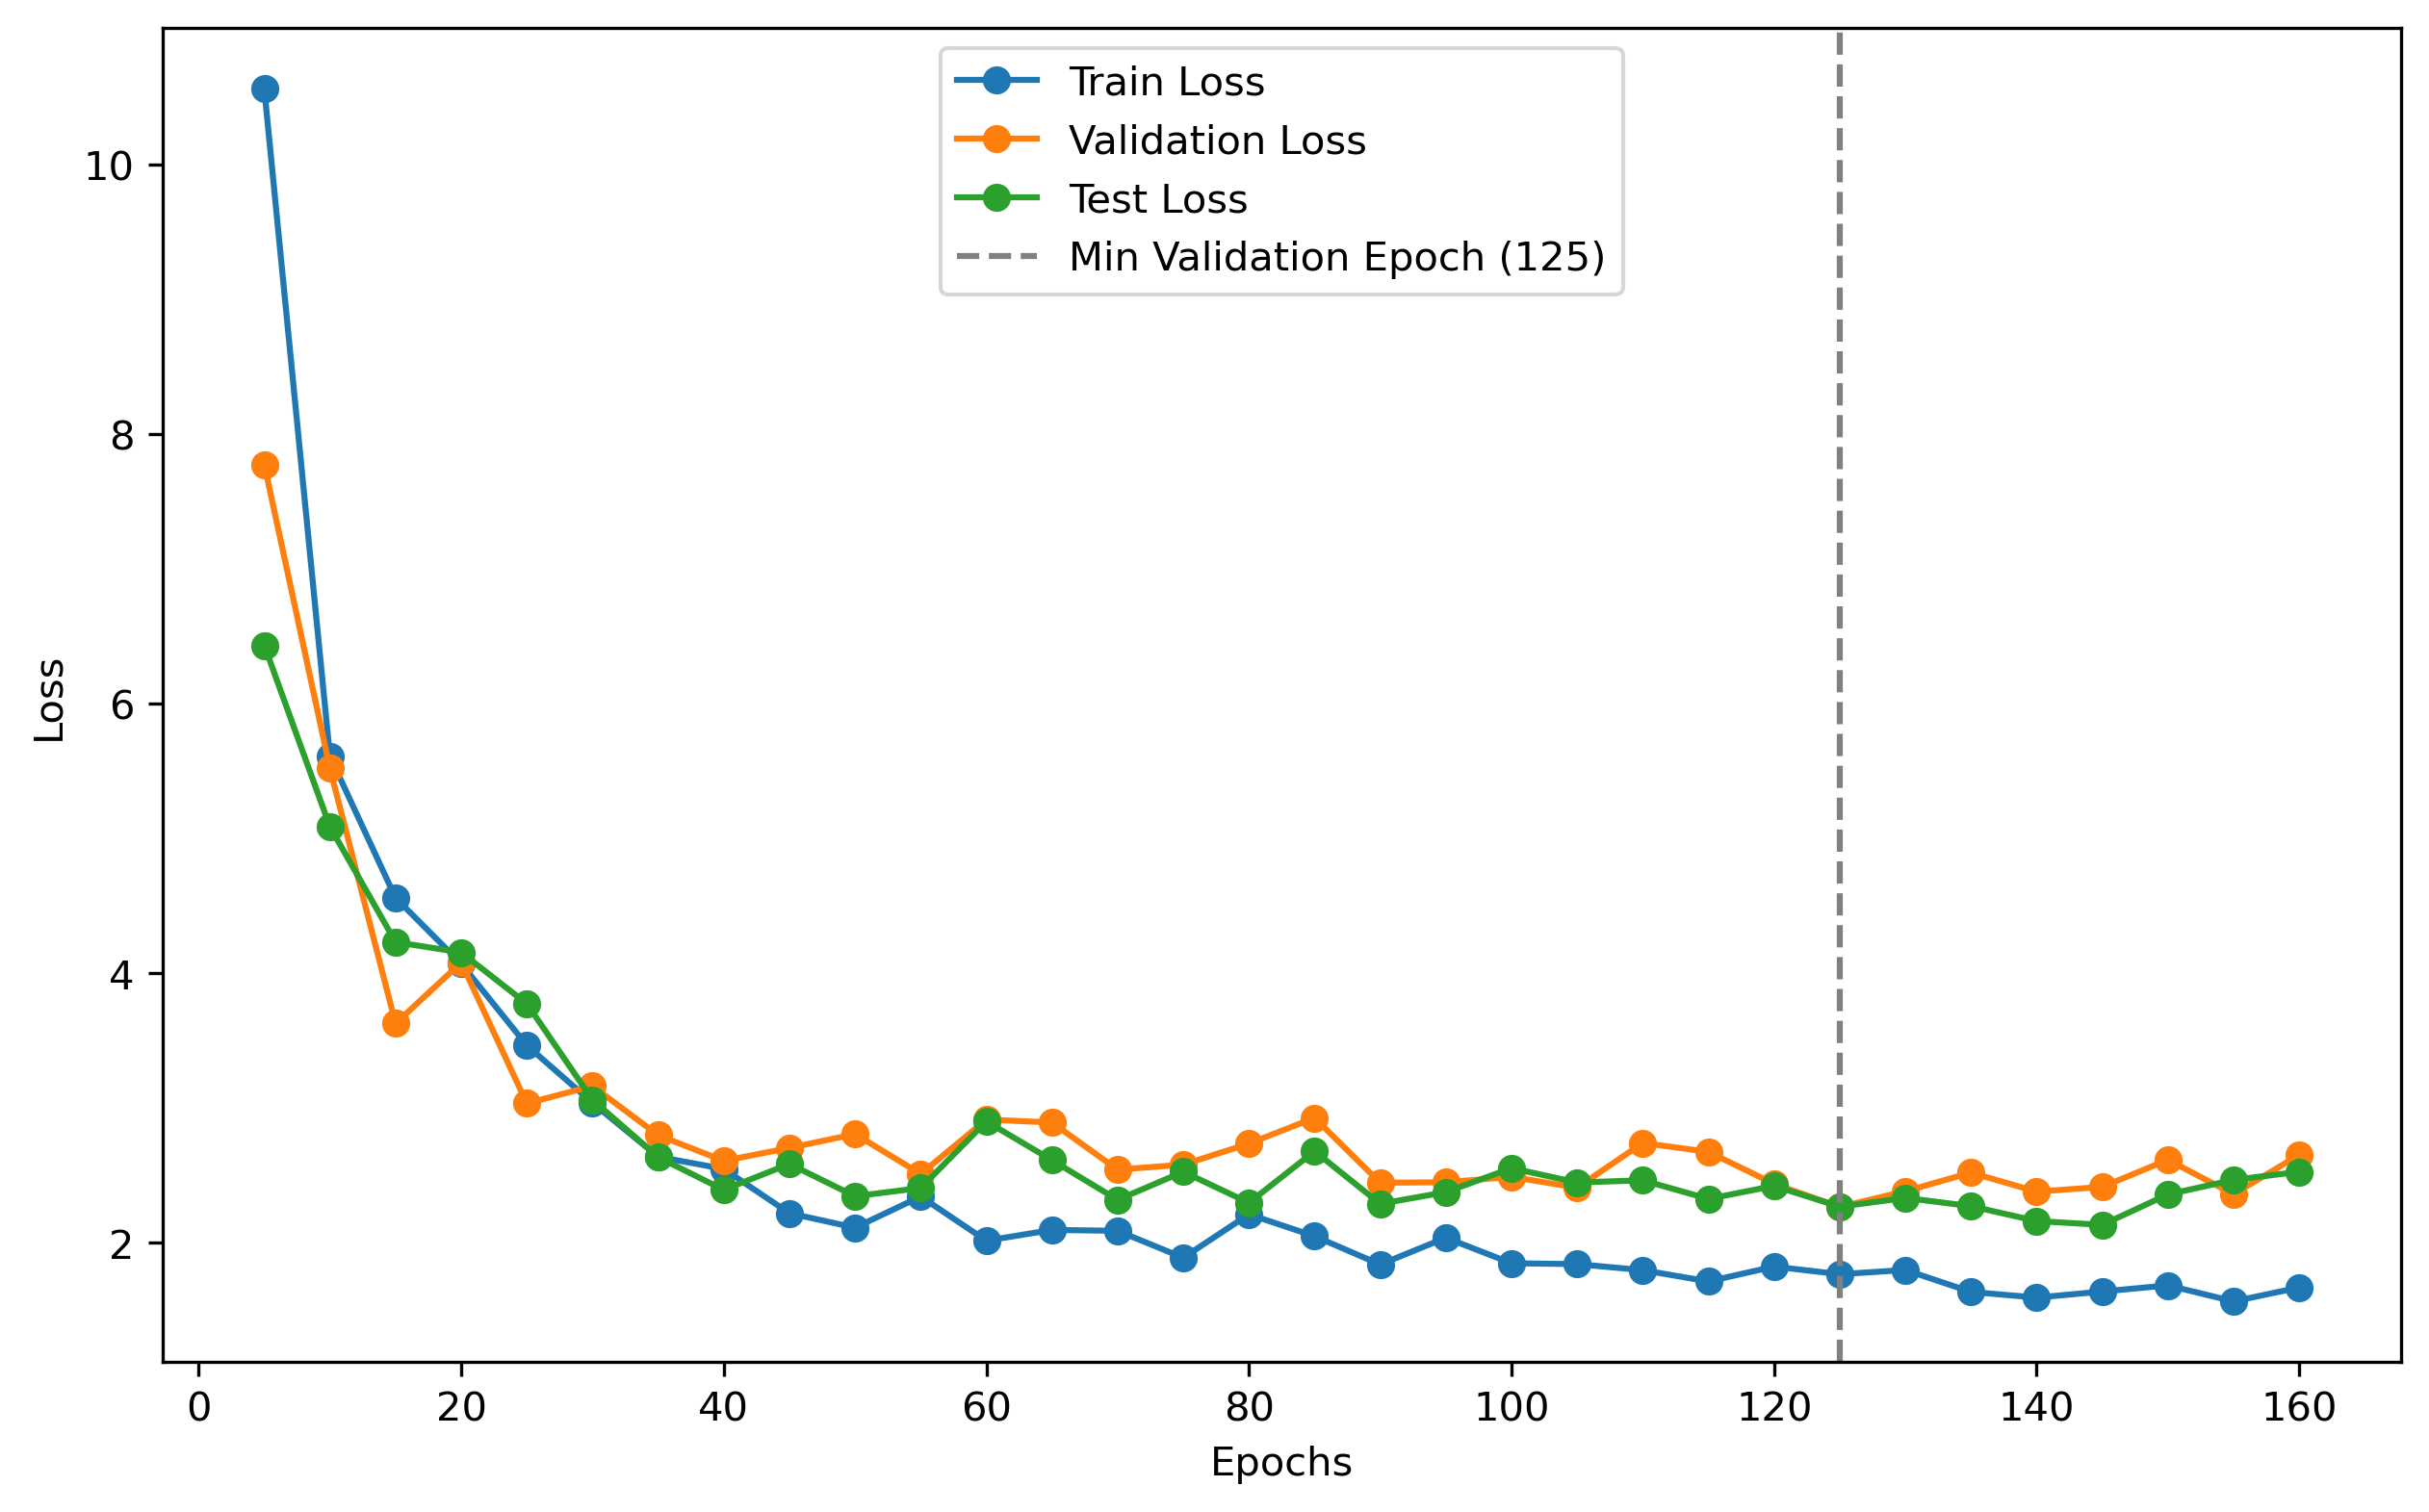 Train Loss
Validation Loss
Test Loss
Min Validation Epoch (125)
10
8
6
4
2
Loss
0 20 40 60 80 100 120 140 160
Epochs